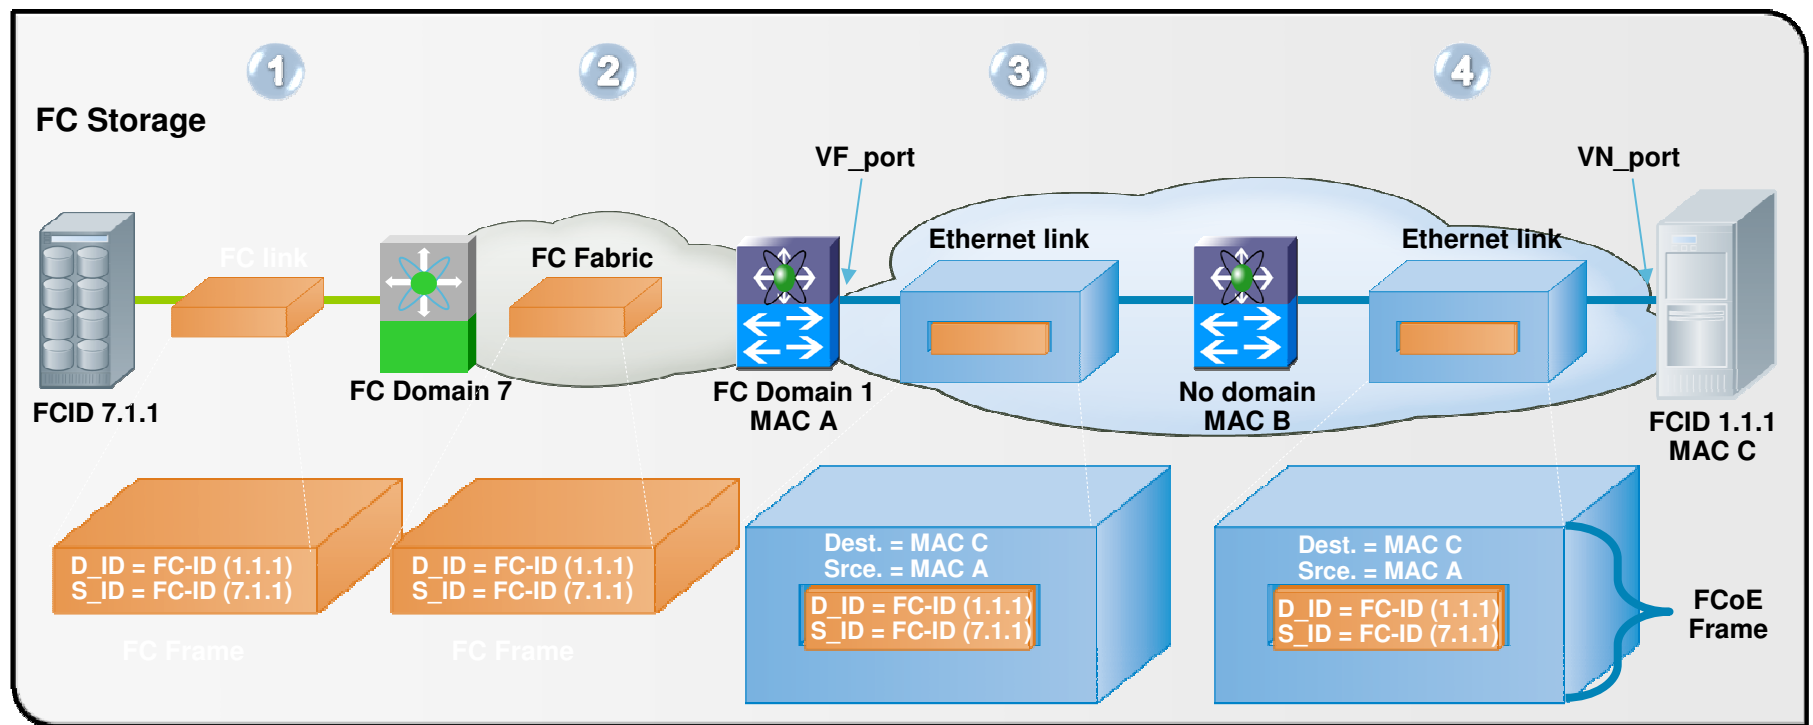 1
2
3
4
FC Storage
VF_port
VN_port
FC link
FC Fabric
Ethernet link
Ethernet link
FCID 7.1.1
FC Domain 7
FC Domain 1
MAC A
No domain
MAC B
FCID 1.1.1
MAC C
D_ID = FC-ID (1.1.1)
S_ID = FC-ID (7.1.1)
FC Frame
D_ID = FC-ID (1.1.1)
S_ID = FC-ID (7.1.1)
FC Frame
Dest. = MAC C
Srce. = MAC A
D_ID = FC-ID (1.1.1)
S_ID = FC-ID (7.1.1)
Dest. = MAC C
Srce. = MAC A
D_ID = FC-ID (1.1.1)
S_ID = FC-ID (7.1.1)
FCoE
Frame